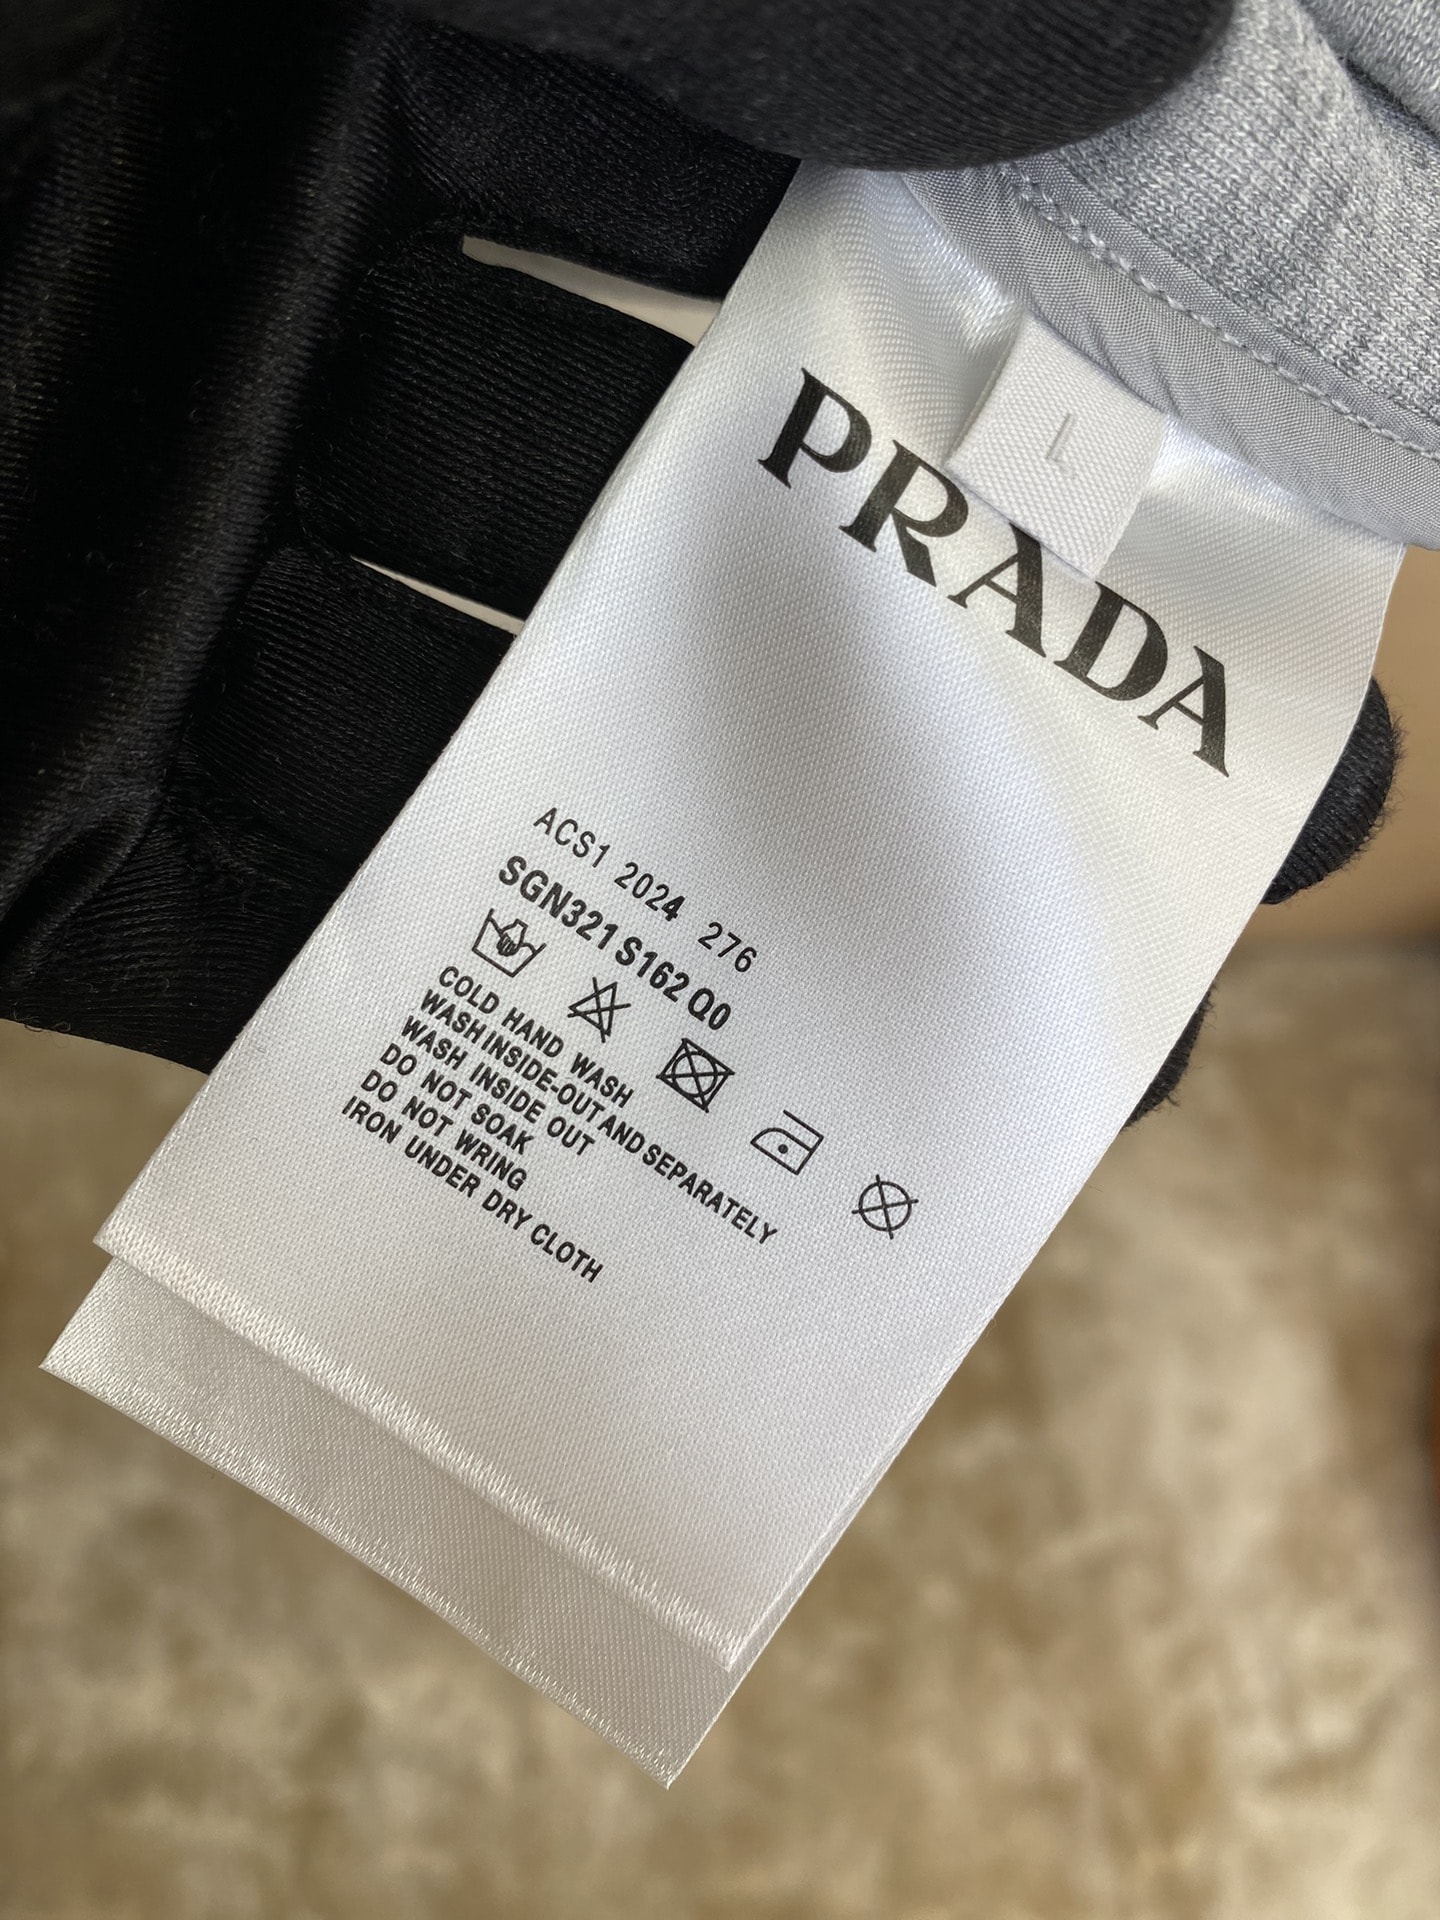 L
PRADA
ACS1 2024 276
SGN321 S162 Q0
COLD HAND WASH
WASH INSIDE-OUT AND SEPARATELY
WASH INSIDE OUT
DO NOT SOAK
DO NOT WRING
IRON UNDER DRY CLOTH